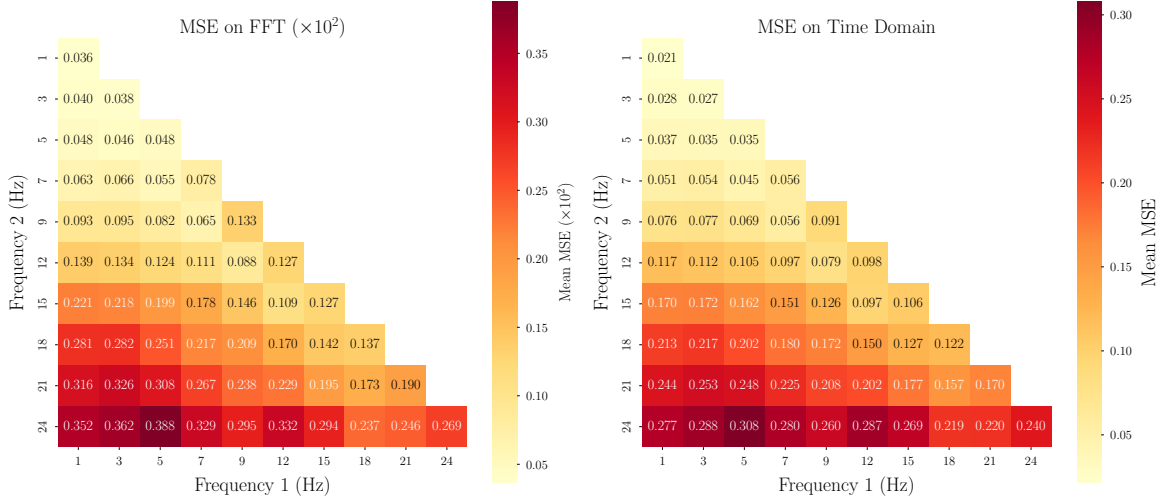 MSE on FFT (×10²)
1 0.036
3 0.040 0.038
5 0.048 0.046 0.048
7 0.063 0.066 0.055 0.078
9 0.093 0.095 0.082 0.065 0.133
12 0.139 0.134 0.124 0.111 0.088 0.127
15 0.221 0.218 0.199 0.178 0.146 0.109 0.127
18 0.281 0.282 0.251 0.217 0.209 0.170 0.142 0.137
21 0.316 0.326 0.308 0.267 0.238 0.229 0.195 0.173 0.190
24 0.352 0.362 0.388 0.329 0.295 0.332 0.294 0.237 0.246 0.269
1 3 5 7 9 12 15 18 21 24
Frequency 1 (Hz)
Frequency 2 (Hz)
0.35
0.30
0.25
0.20
0.15
0.10
0.05
Mean MSE (×10²)
MSE on Time Domain
1 0.021
3 0.028 0.027
5 0.037 0.035 0.035
7 0.051 0.054 0.045 0.056
9 0.076 0.077 0.069 0.056 0.091
12 0.117 0.112 0.105 0.097 0.079 0.098
15 0.170 0.172 0.162 0.151 0.126 0.097 0.106
18 0.213 0.217 0.202 0.180 0.172 0.150 0.127 0.122
21 0.244 0.253 0.248 0.225 0.208 0.202 0.177 0.157 0.170
24 0.277 0.288 0.308 0.280 0.260 0.287 0.269 0.219 0.220 0.240
1 3 5 7 9 12 15 18 21 24
Frequency 1 (Hz)
Frequency 2 (Hz)
0.30
0.25
0.20
0.15
0.10
0.05
Mean MSE